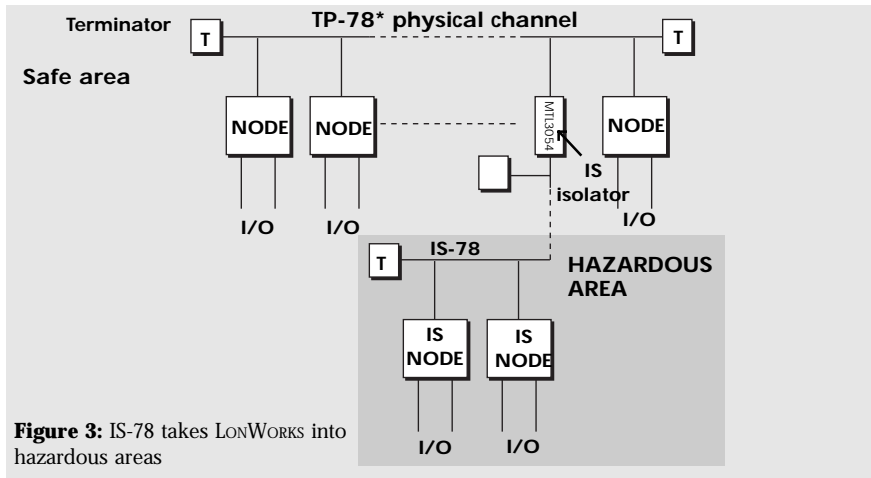 TP-78* physical channel
Terminator
T
T
Safe area
NODE
NODE
MTL3054
NODE
IS
isolator
I/O
I/O
I/O
IS-78
T
HAZARDOUS
AREA
IS
NODE
IS
NODE
I/O
I/O
Figure 3: IS-78 takes LONWORKS into
hazardous areas